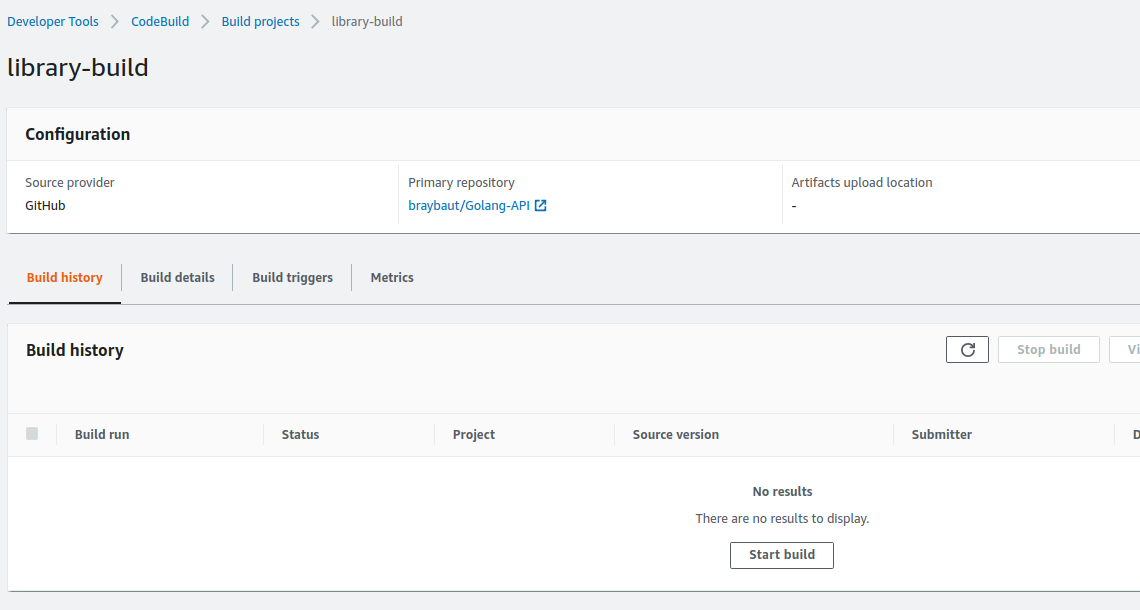 Developer Tools > CodeBuild > Build projects > library-build
library-build
Configuration
Source provider
GitHub
Primary repository
braybaut/Golang-API
Artifacts upload location
-
Build history
Build details
Build triggers
Metrics
Build history
Stop build
Vi
Build run
Status
Project
Source version
Submitter
D
No results
There are no results to display.
Start build